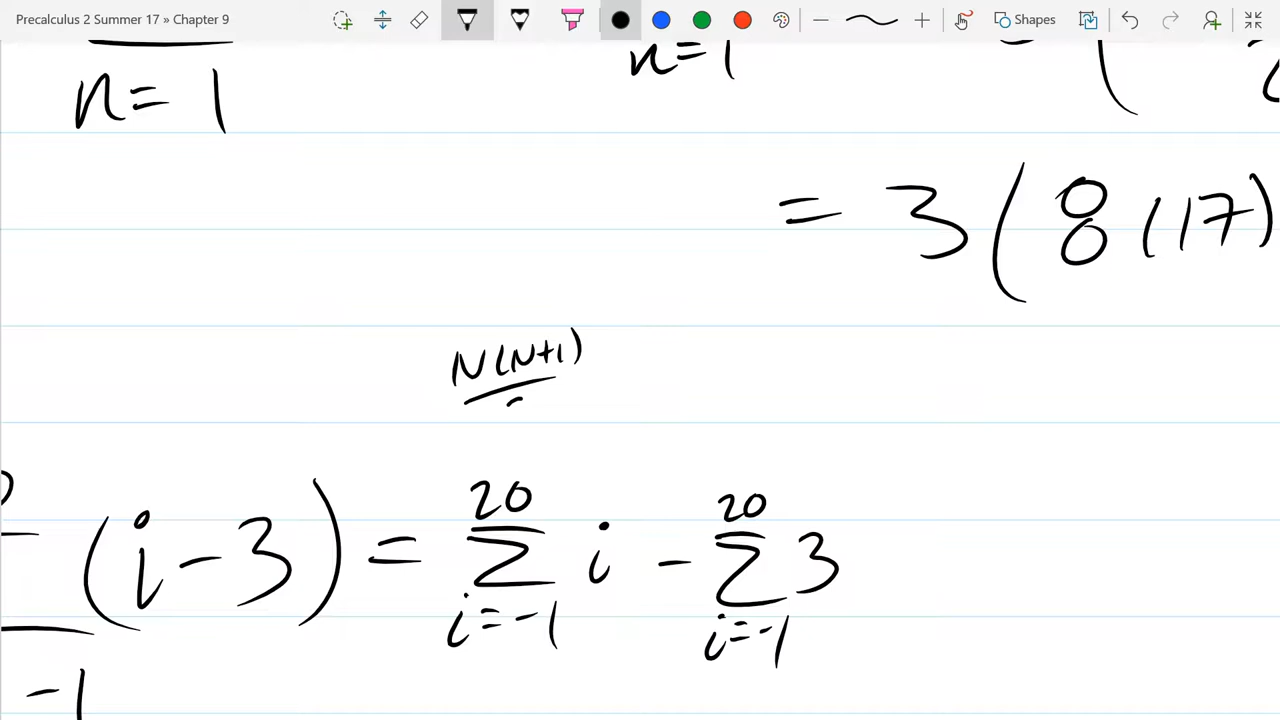 Precalculus 2 Summer 17 » Chapter 9
Shapes
n=1
n=1
= 3(8(17)
N(N+1)
20 20
(i-3) = Σ i - Σ 3
i=-1 i=-1
-1